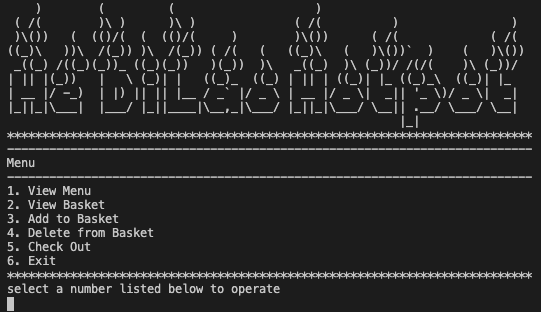 Menu
1. View Menu
2. View Basket
3. Add to Basket
4. Delete from Basket
5. Check Out
6. Exit
select a number listed below to operate